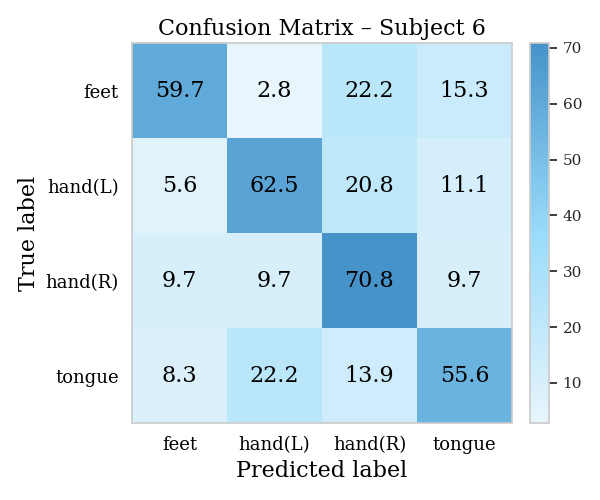 Confusion Matrix – Subject 6
True label
feet 59.7 2.8 22.2 15.3
hand(L) 5.6 62.5 20.8 11.1
hand(R) 9.7 9.7 70.8 9.7
tongue 8.3 22.2 13.9 55.6
feet hand(L) hand(R) tongue
Predicted label
70
60
50
40
30
20
10